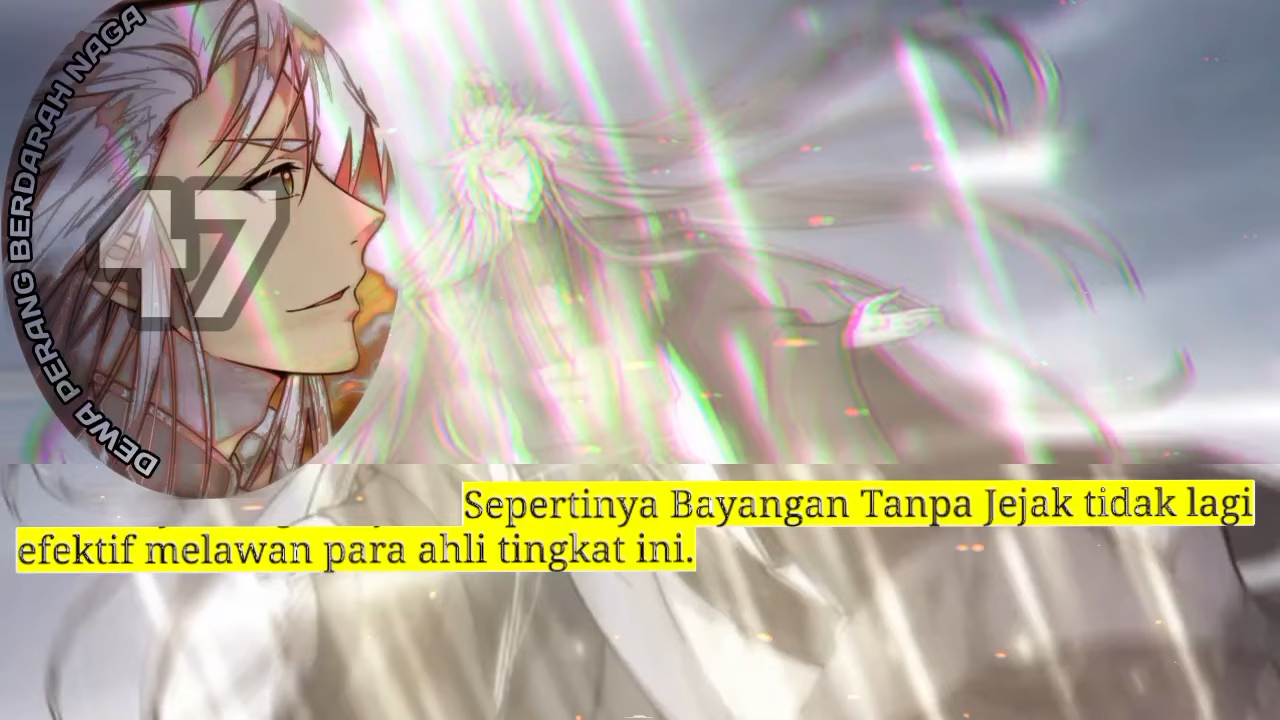 DEWA PERANG BERDARAH NAGA
47
Sepertinya Bayangan Tanpa Jejak tidak lagi
efektif melawan para ahli tingkat ini.